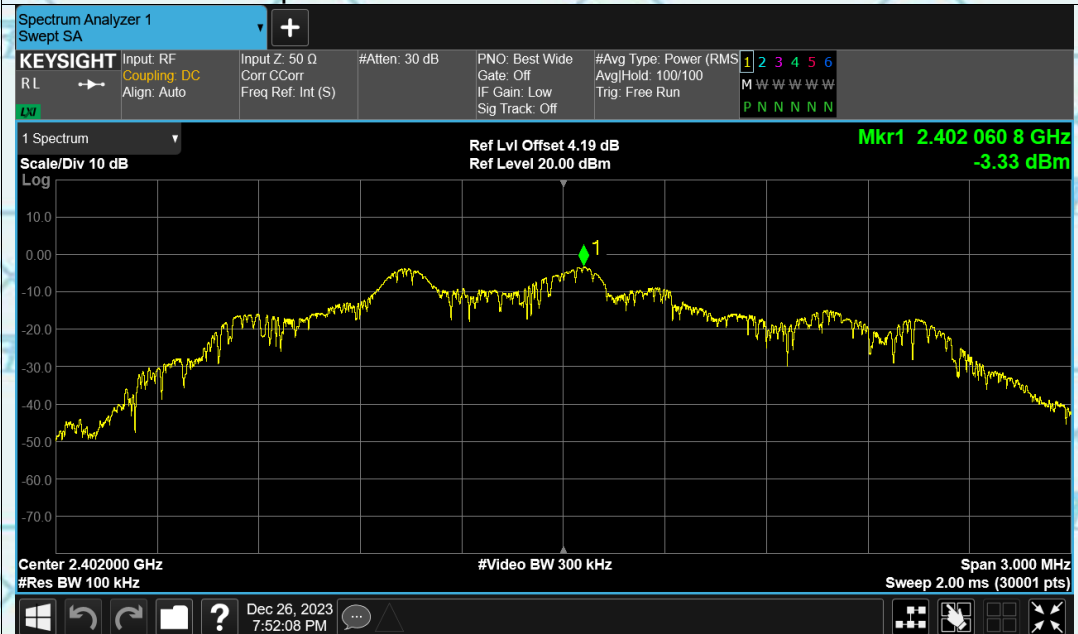 Spectrum Analyzer 1
Swept SA
+
KEYSIGHT
RL
LXI
Input: RF
Coupling: DC
Align: Auto
Input Z: 50 Ω
Corr CCorr
Freq Ref: Int (S)
#Atten: 30 dB
PNO: Best Wide
Gate: Off
IF Gain: Low
Sig Track: Off
#Avg Type: Power (RMS
Avg|Hold: 100/100
Trig: Free Run
1 2 3 4 5 6
M W W W W W
P N N N N N
1 Spectrum
Scale/Div 10 dB
Log
Ref Lvl Offset 4.19 dB
Ref Level 20.00 dBm
Mkr1 2.402 060 8 GHz
-3.33 dBm
10.0
0.00
-10.0
-20.0
-30.0
-40.0
-50.0
-60.0
-70.0
1
Center 2.402000 GHz
#Res BW 100 kHz
#Video BW 300 kHz
Span 3.000 MHz
Sweep 2.00 ms (30001 pts)
?
Dec 26, 2023
7:52:08 PM